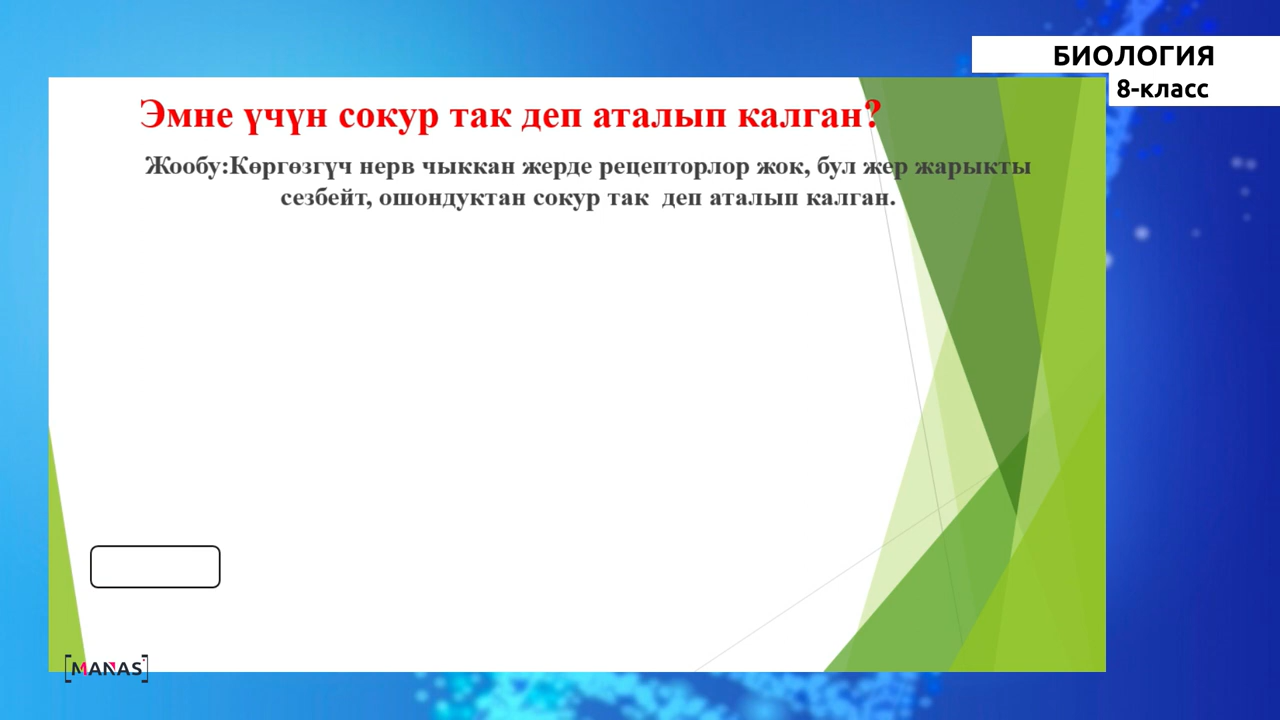 БИОЛОГИЯ
8-класс
Эмне үчүн сокур так деп аталып калган?
Жообу:Көргөзгүч нерв чыккан жерде рецепторлор жок, бул жер жарыкты
сезбейт, ошондуктан сокур так деп аталып калган.
[MANAS]